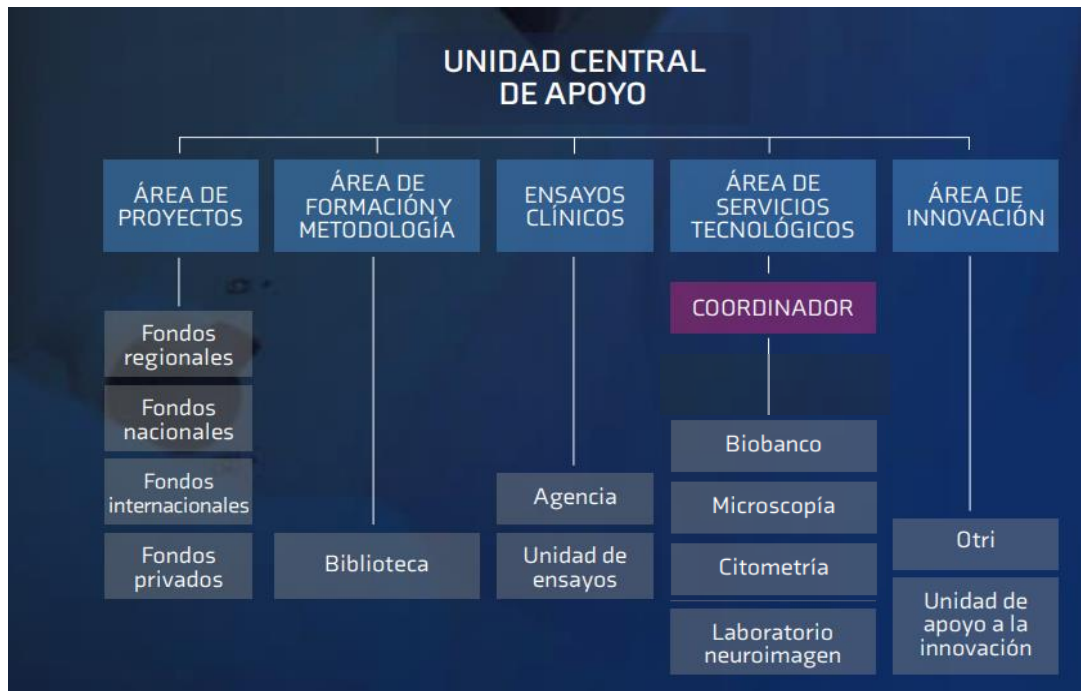 UNIDAD CENTRAL
DE APOYO
ÁREA DE
PROYECTOS
ÁREA DE
FORMACIÓN Y
METODOLOGÍA
ENSAYOS
CLÍNICOS
ÁREA DE
SERVICIOS
TECNOLÓGICOS
ÁREA DE
INNOVACIÓN
COORDINADOR
Fondos
regionales
Fondos
nacionales
Fondos
internacionales
Fondos
privados
Biblioteca
Agencia
Unidad de
ensayos
Biobanco
Microscopía
Citometría
Laboratorio
neuroimagen
Otri
Unidad de
apoyo a la
innovación